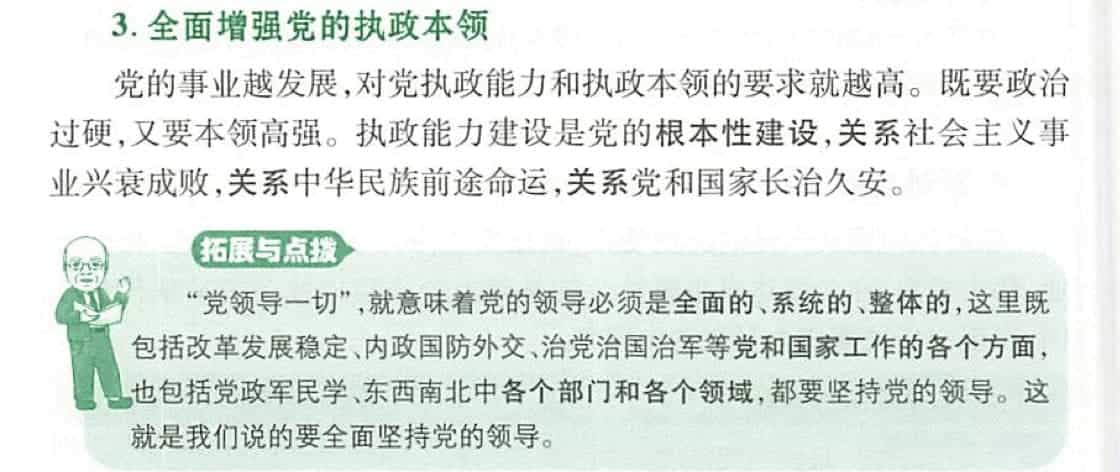 3. 全面增强党的执政本领
党的事业越发展,对党执政能力和执政本领的要求就越高。既要政治
过硬,又要本领高强。执政能力建设是党的根本性建设,关系社会主义事
业兴衰成败,关系中华民族前途命运,关系党和国家长治久安。
拓展与点拨
“党领导一切”,就意味着党的领导必须是全面的、系统的、整体的,这里既
包括改革发展稳定、内政国防外交、治党治国治军等党和国家工作的各个方面,
也包括党政军民学、东西南北中各个部门和各个领域,都要坚持党的领导。这
就是我们说的要全面坚持党的领导。